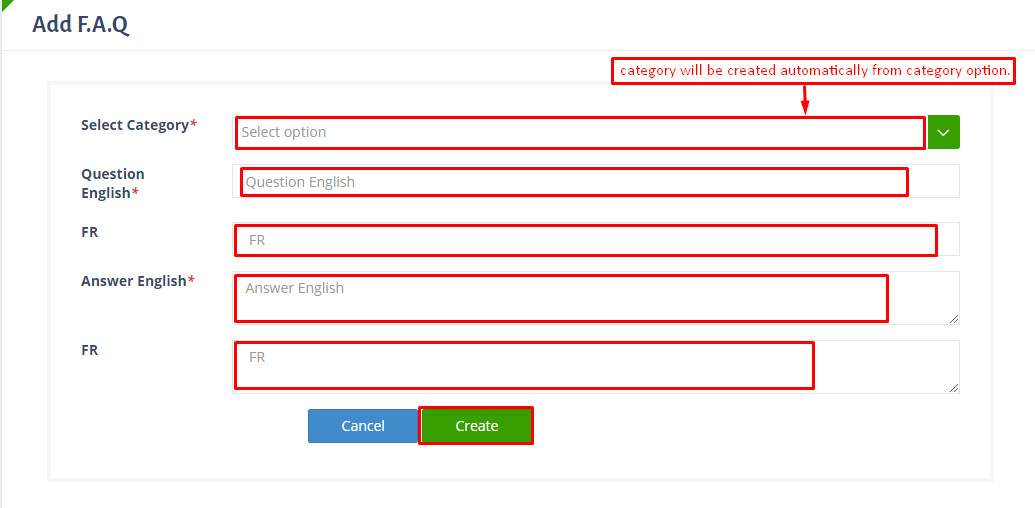 Add F.A.Q
category will be created automatically from category option.
Select Category*
Select option
Question
English*
Question English
FR
FR
Answer English*
Answer English
FR
FR
Cancel
Create